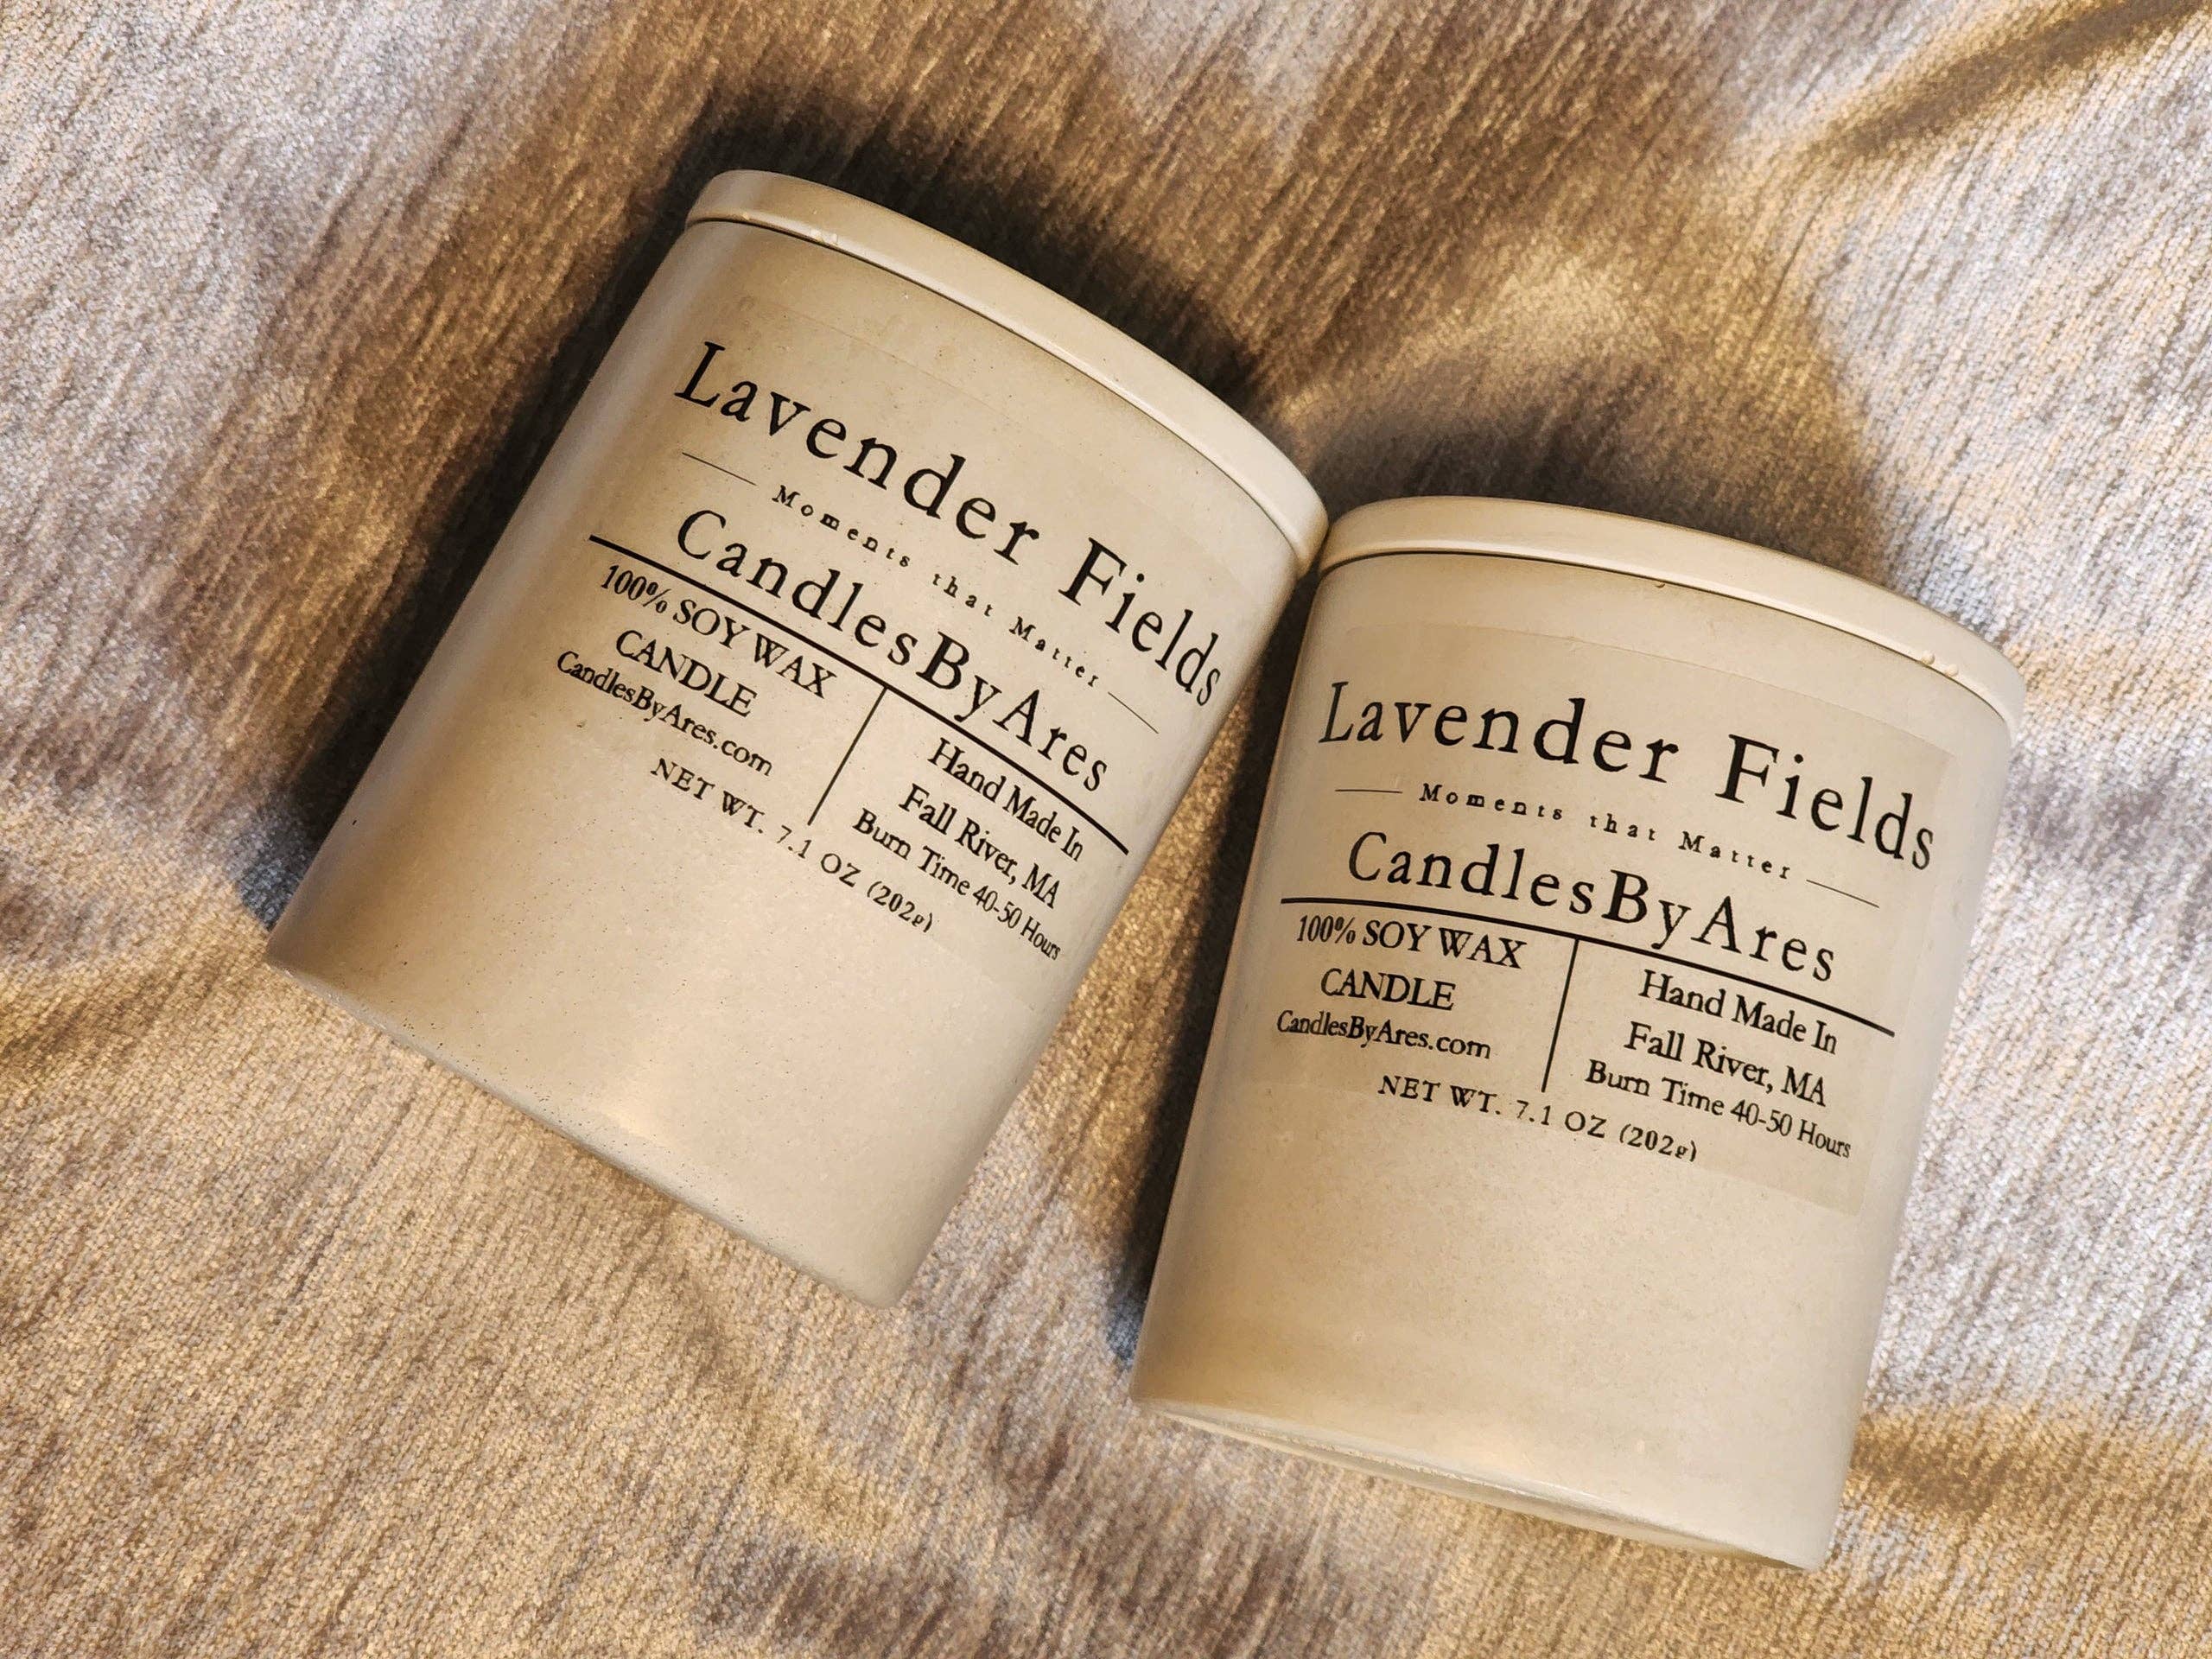 Lavender Fields
Moments that Matter
CandlesByAres
100% SOY WAX
CANDLE
CandlesByAres.com
Hand Made In
Fall River, MA
Burn Time 40-50 Hours
NET WT. 7.1 OZ (202g)
Lavender Fields
Moments that Matter
CandlesByAres
100% SOY WAX
CANDLE
CandlesByAres.com
Hand Made In
Fall River, MA
Burn Time 40-50 Hours
NET WT. 7.1 OZ (202g)